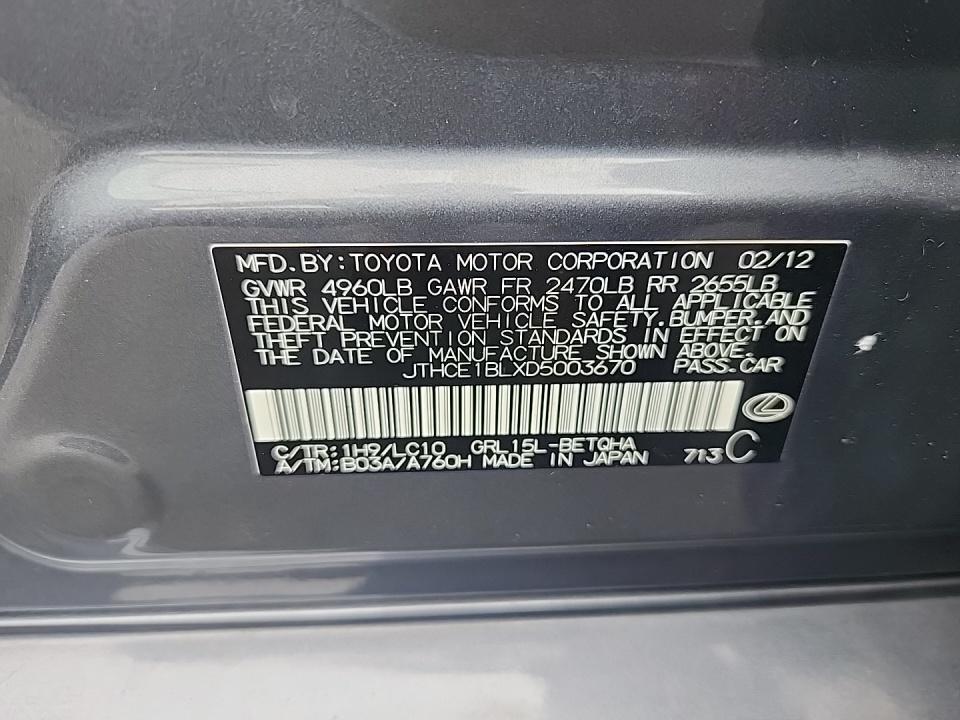 MFD. BY: TOYOTA MOTOR CORPORATION 02/12
GVWR 4960LB GAWR FR 2470LB RR 2655LB
THIS VEHICLE CONFORMS TO ALL APPLICABLE
FEDERAL MOTOR VEHICLE SAFETY, BUMPER, AND
THEFT PREVENTION STANDARDS IN EFFECT ON
THE DATE OF MANUFACTURE SHOWN ABOVE.
JTHCE1BLXD5003670 PASS. CAR
C/TR: 1H9/LC10 GRL15L-BETQHA
A/TM: B03A/A760H MADE IN JAPAN 713 C